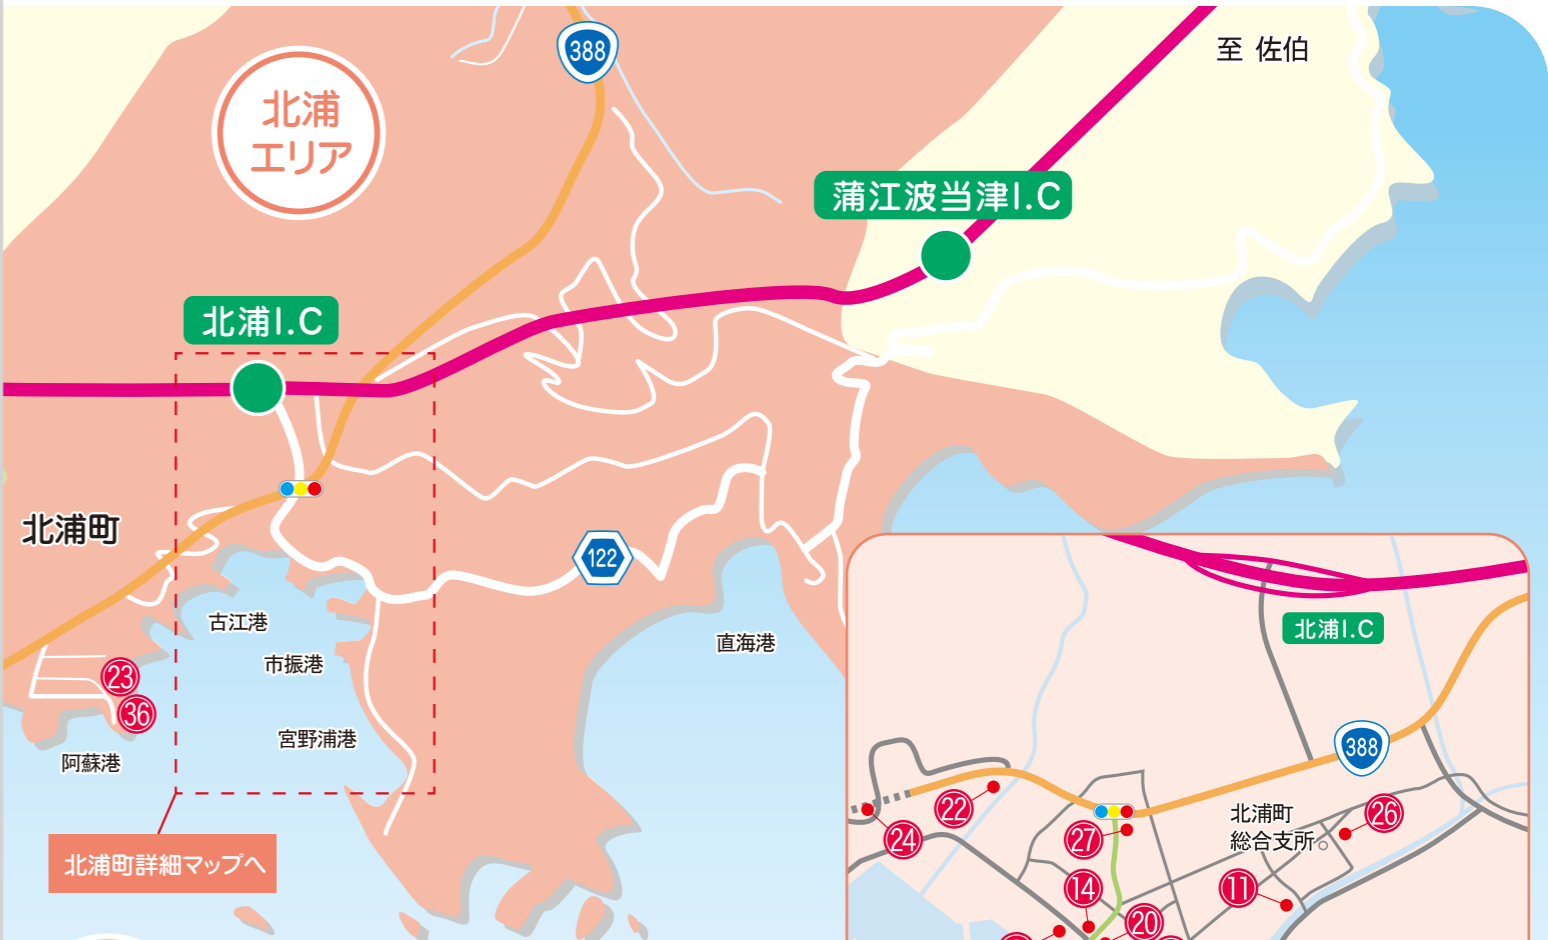 388
至 佐伯
北浦
エリア
蒲江波当津I.C
北浦I.C
北浦町
122
古江港
市振港
直海港
23
36
宮野浦港
阿蘇港
北浦町詳細マップへ
北浦I.C
388
22
24
27
北浦町
総合支所
26
14
11
20